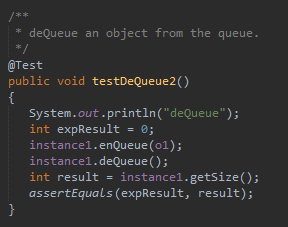 /**
 * deQueue an object from the queue.
 */
@Test
public void testDeQueue2()
{
    System.out.println("deQueue");
    int expResult = 0;
    instance1.enQueue(o1);
    instance1.deQueue();
    int result = instance1.getSize();
    assertEquals(expResult, result);
}